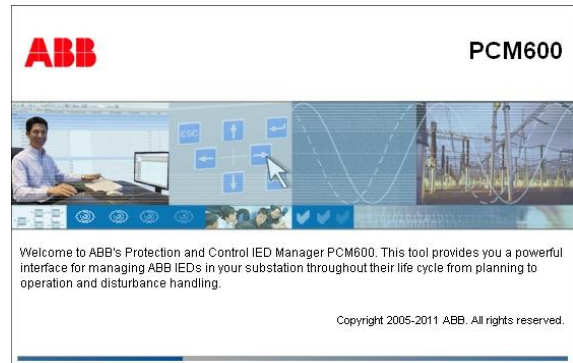 ABB
PCM600
ESC
Welcome to ABB's Protection and Control IED Manager PCM600. This tool provides you a powerful
interface for managing ABB IEDs in your substation throughout their life cycle from planning to
operation and disturbance handling.
Copyright 2005-2011 ABB. All rights reserved.